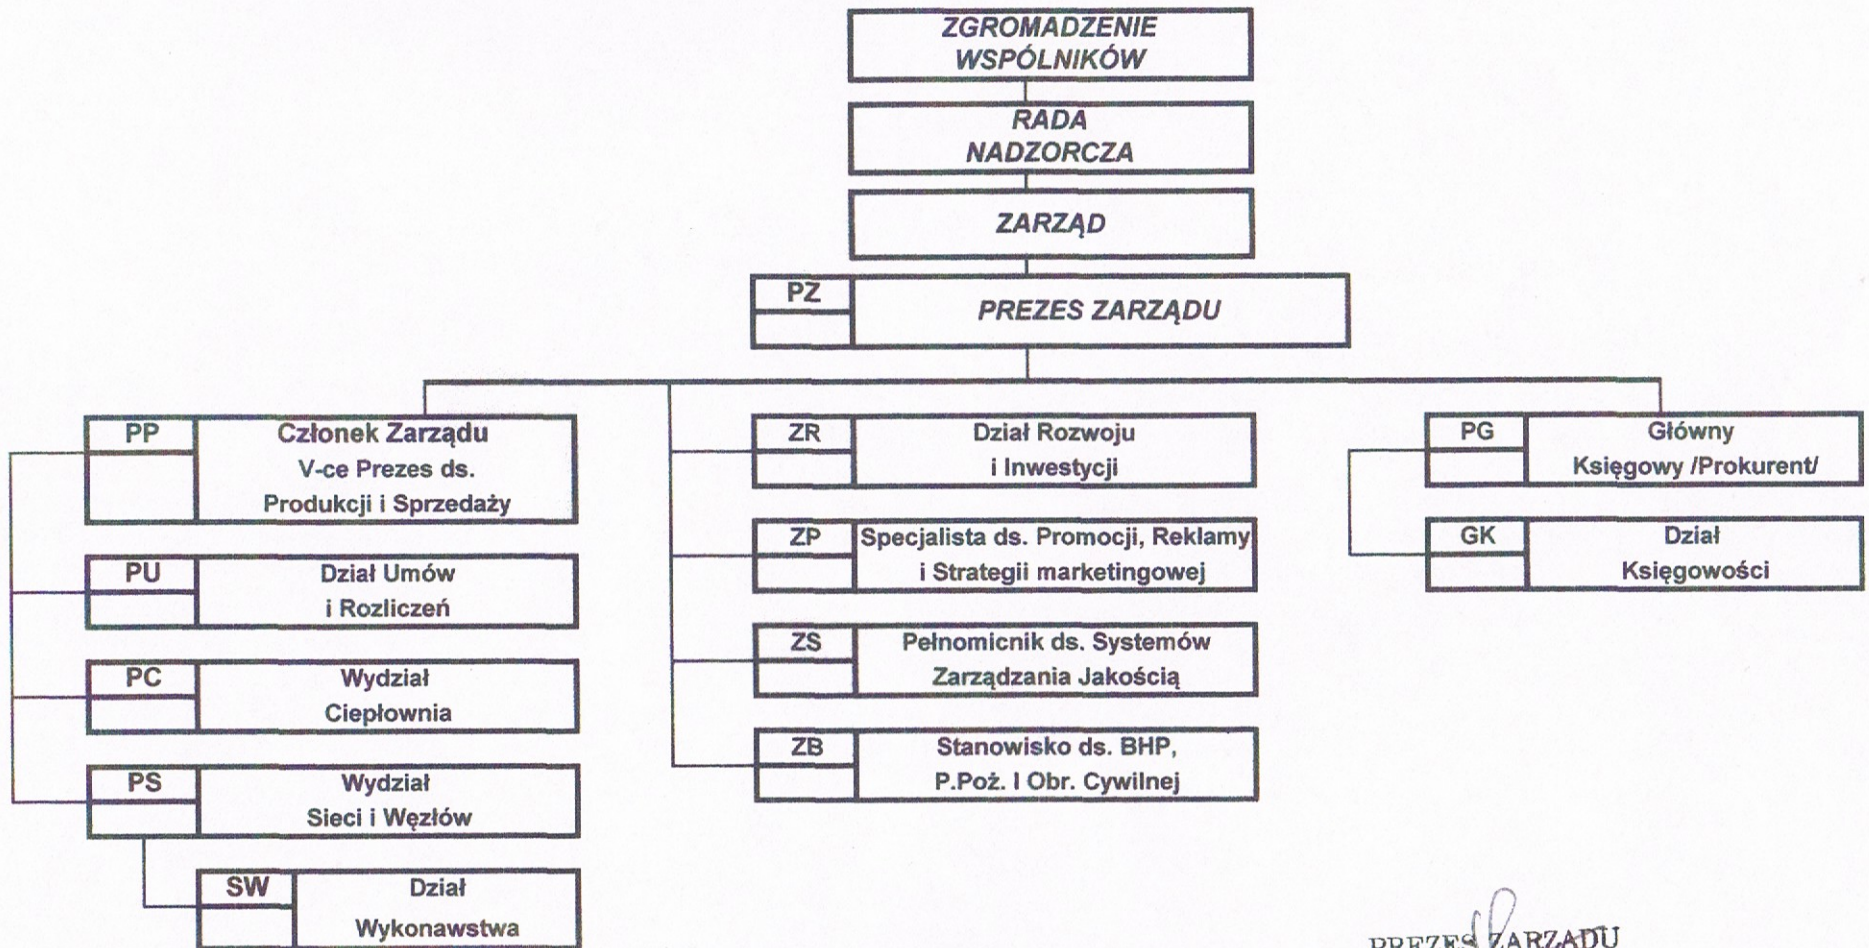 ZGROMADZENIE
WSPÓLNIKÓW
RADA
NADZORCZA
ZARZĄD
PZ
PREZES ZARZĄDU
PP
Członek Zarządu
V-ce Prezes ds.
Produkcji i Sprzedaży
PU
Dział Umów
i Rozliczeń
PC
Wydział
Ciepłownia
PS
Wydział
Sieci i Węzłów
SW
Dział
Wykonawstwa
ZR
Dział Rozwoju
i Inwestycji
ZP
Specjalista ds. Promocji, Reklamy
i Strategii marketingowej
ZS
Pełnomicnik ds. Systemów
Zarządzania Jakością
ZB
Stanowisko ds. BHP,
P.Poż. I Obr. Cywilnej
PG
Główny
Księgowy /Prokurent/
GK
Dział
Księgowości
PREZES ZARZĄDU